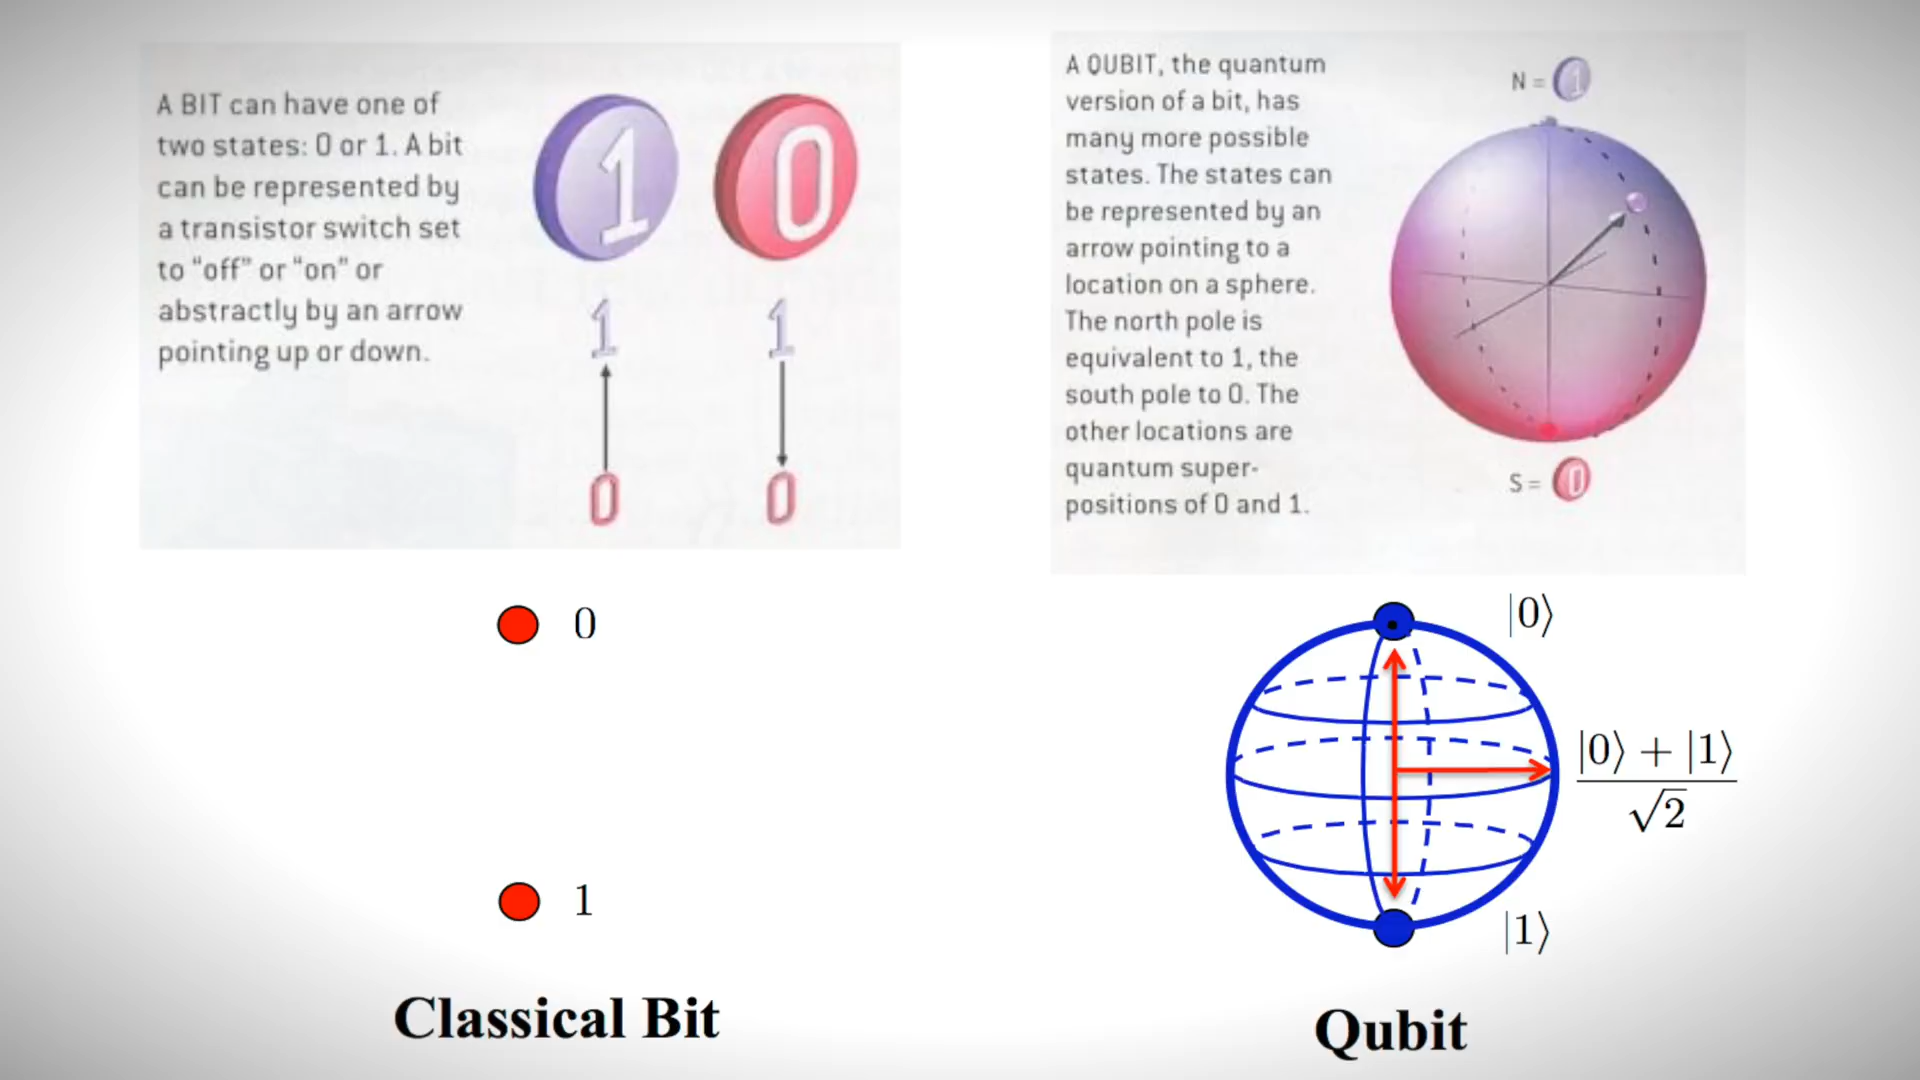 A BIT can have one of
two states: 0 or 1. A bit
can be represented by
a transistor switch set
to “off” or “on” or
abstractly by an arrow
pointing up or down.
1 0
1 1
0 0
A QUBIT, the quantum
version of a bit, has
many more possible
states. The states can
be represented by an
arrow pointing to a
location on a sphere.
The north pole is
equivalent to 1, the
south pole to 0. The
other locations are
quantum super-
positions of 0 and 1.
N = 1
S = 0
0
1
Classical Bit
|0⟩
|0⟩ + |1⟩
√2
|1⟩
Qubit